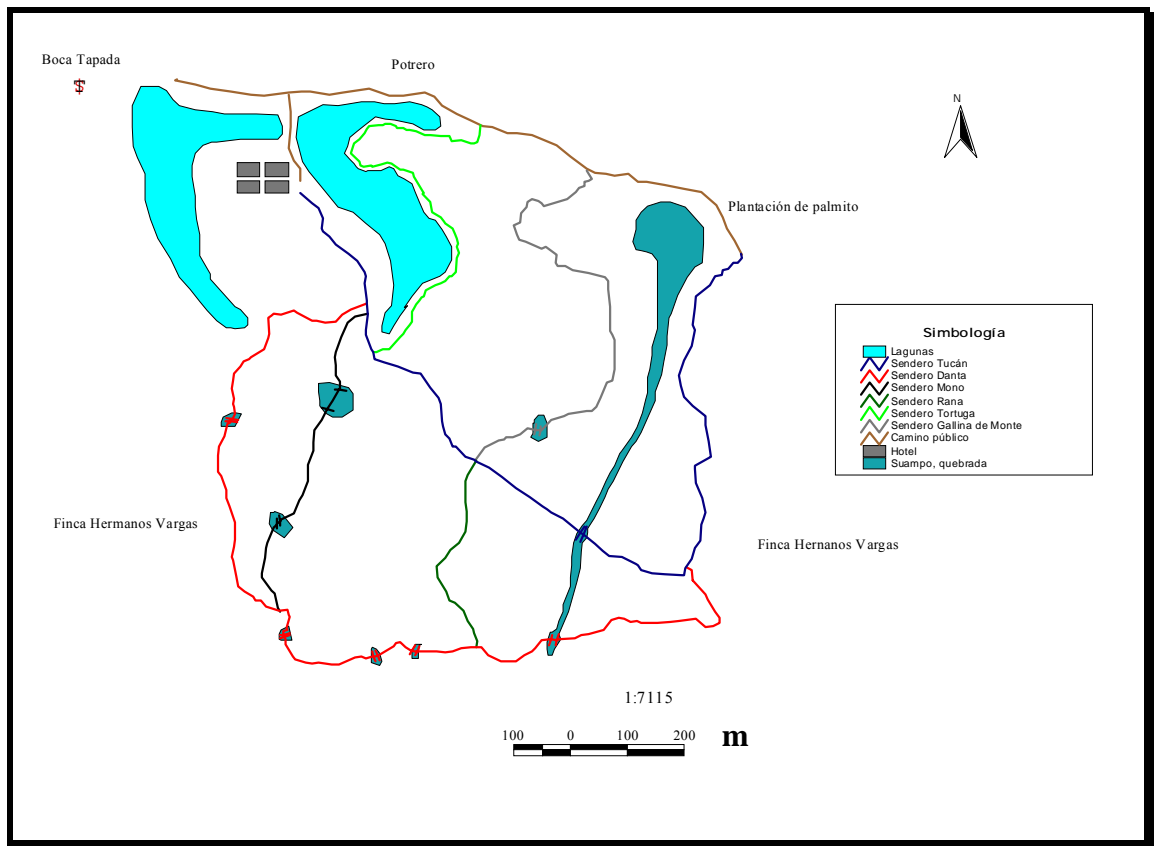 Boca Tapada
Potrero
N
Plantación de palmito
Simbología
Lagunas
Sendero Tucán
Sendero Danta
Sendero Mono
Sendero Rana
Sendero Tortuga
Sendero Gallina de Monte
Camino público
Hotel
Suampo, quebrada
Finca Hermanos Vargas
Finca Hernanos Vargas
1:7115
100 0 100 200 m